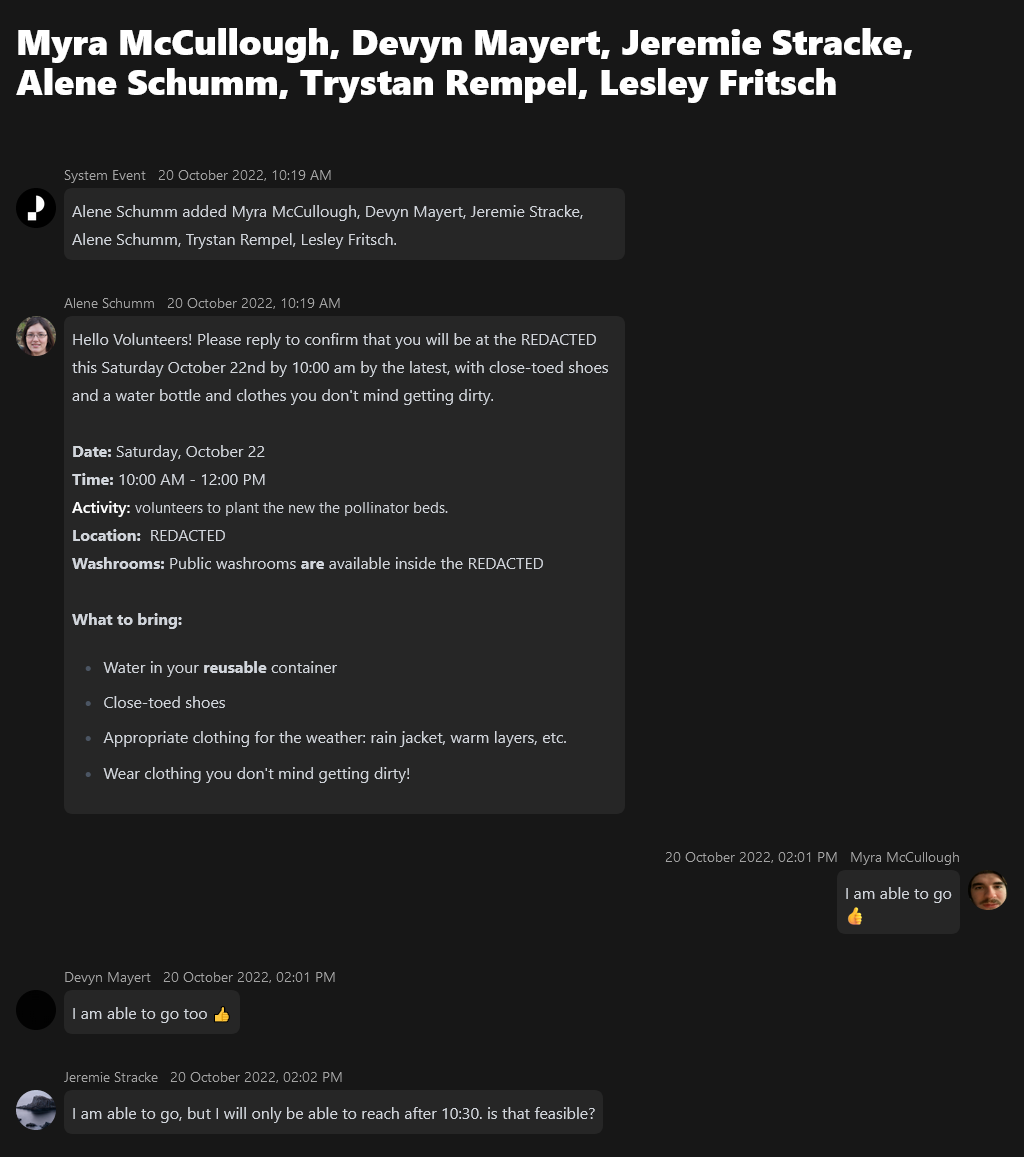 Myra McCullough, Devyn Mayert, Jeremie Stracke,
Alene Schumm, Trystan Rempel, Lesley Fritsch
System Event 20 October 2022, 10:19 AM
Alene Schumm added Myra McCullough, Devyn Mayert, Jeremie Stracke,
Alene Schumm, Trystan Rempel, Lesley Fritsch.
Alene Schumm 20 October 2022, 10:19 AM
Hello Volunteers! Please reply to confirm that you will be at the REDACTED
this Saturday October 22nd by 10:00 am by the latest, with close-toed shoes
and a water bottle and clothes you don't mind getting dirty.
Date: Saturday, October 22
Time: 10:00 AM - 12:00 PM
Activity: volunteers to plant the new the pollinator beds.
Location: REDACTED
Washrooms: Public washrooms are available inside the REDACTED
What to bring:
• Water in your reusable container
• Close-toed shoes
• Appropriate clothing for the weather: rain jacket, warm layers, etc.
• Wear clothing you don't mind getting dirty!
20 October 2022, 02:01 PM Myra McCullough
I am able to go
👍
Devyn Mayert 20 October 2022, 02:01 PM
I am able to go too 👍
Jeremie Stracke 20 October 2022, 02:02 PM
I am able to go, but I will only be able to reach after 10:30. is that feasible?